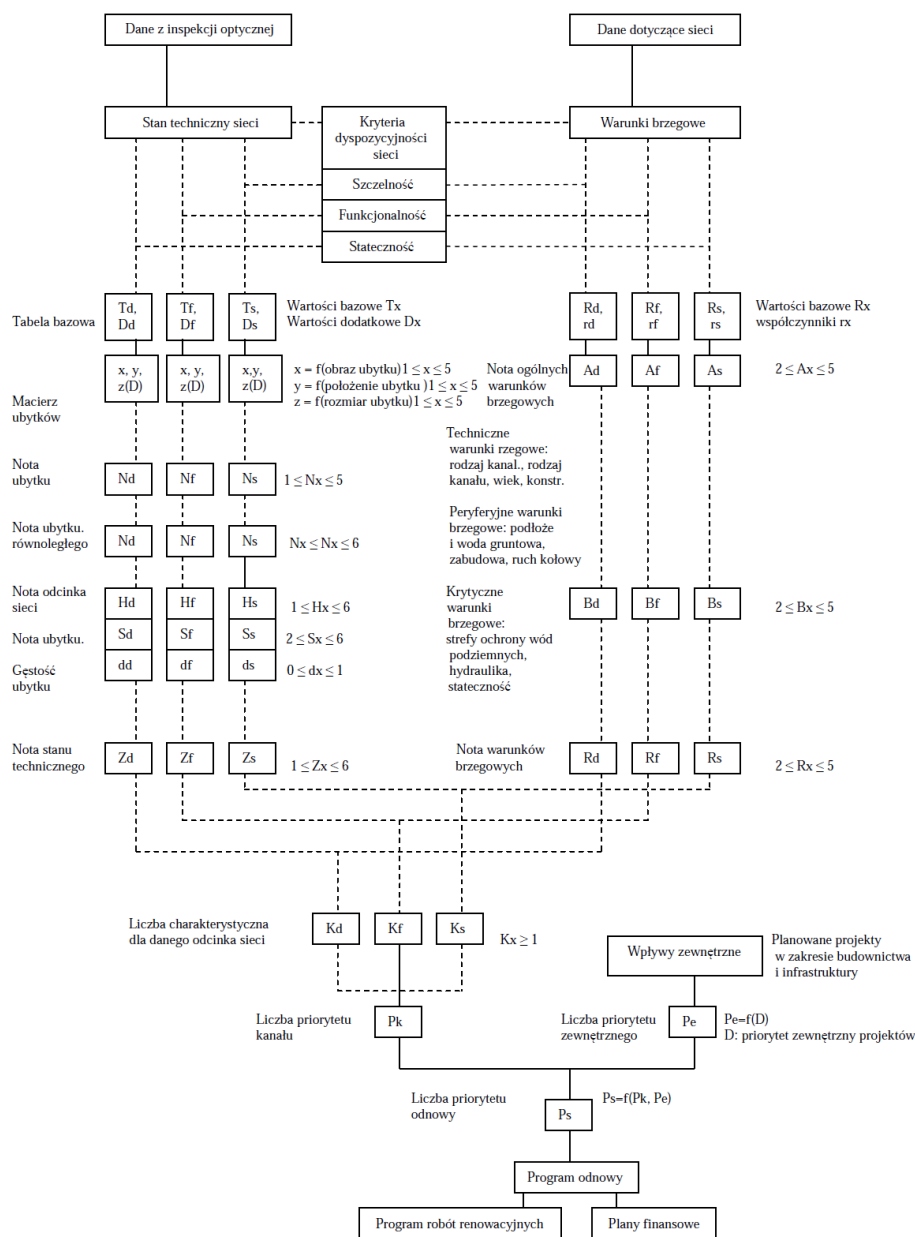 Dane z inspekcji optycznej
Dane dotyczące sieci
Stan techniczny sieci
Kryteria
dyspozycyjności
sieci
Warunki brzegowe
Szczelność
Funkcjonalność
Stateczność
Tabela bazowa
Td,
Dd
Tf,
Df
Ts,
Ds
Wartości bazowe Tx
Wartości dodatkowe Dx
Rd,
rd
Rf,
rf
Rs,
rs
Wartości bazowe Rx
współczynniki rx
Macierz
ubytków
x, y,
z(D)
x, y,
z(D)
x,y,
z(D)
x = f(obraz ubytku)1 ≤ x ≤ 5
y = f(położenie ubytku )1 ≤ x ≤ 5
z = f(rozmiar ubytku)1 ≤ x ≤ 5
Nota ogólnych
warunków
brzegowych
Ad
Af
As
2 ≤ Ax ≤ 5
Techniczne
warunki rzegowe:
rodzaj kanal., rodzaj
kanału, wiek, konstr.
Nota
ubytku
Nd
Nf
Ns
1 ≤ Nx ≤ 5
Peryferyjne warunki
brzegowe: podłoże
i woda gruntowa,
zabudowa, ruch kołowy
Nota ubytku.
równoległego
Nd
Nf
Ns
Nx ≤ Nx ≤ 6
Nota odcinka
sieci
Hd
Hf
Hs
1 ≤ Hx ≤ 6
Krytyczne
warunki
brzegowe:
strefy ochrony wód
podziemnych,
hydraulika,
stateczność
Bd
Bf
Bs
2 ≤ Bx ≤ 5
Nota ubytku.
Sd
Sf
Ss
2 ≤ Sx ≤ 6
Gęstość
ubytku
dd
df
ds
0 ≤ dx ≤ 1
Nota stanu
technicznego
Zd
Zf
Zs
1 ≤ Zx ≤ 6
Nota warunków
brzegowych
Rd
Rf
Rs
2 ≤ Rx ≤ 5
Liczba charakterystyczna
dla danego odcinka sieci
Kd
Kf
Ks
Kx ≥ 1
Wpływy zewnętrzne
Planowane projekty
w zakresie budownictwa
i infrastruktury
Liczba priorytetu
kanału
Pk
Liczba priorytetu
zewnętrznego
Pe
Pe=f(D)
D: priorytet zewnętrzny projektów
Liczba priorytetu
odnowy
Ps
Ps=f(Pk, Pe)
Program odnowy
Program robót renowacyjnych
Plany finansowe